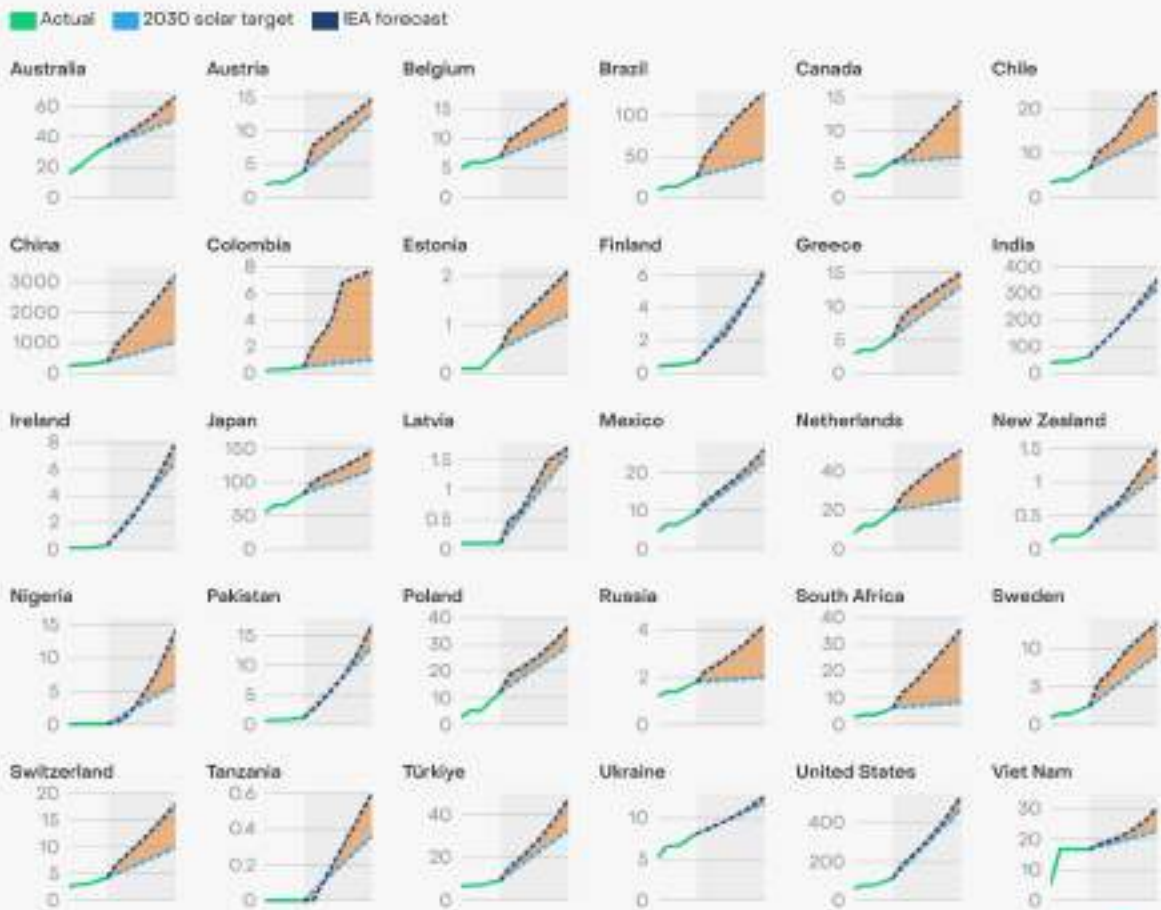 Actual 2030 solar target IEA forecast
Australia Austria Belgium Brazil Canada Chile
60 40 20 0
15 10 5 0
15 10 5 0
100 50 0
15 10 5 0
20 10 0
China Colombia Estonia Finland Greece India
3000 2000 1000 0
8 6 4 2 0
2 1 0
6 4 2 0
15 10 5 0
400 300 200 100 0
Ireland Japan Latvia Mexico Netherlands New Zealand
8 6 4 2 0
150 100 50 0
1.5 1 0.5 0
20 10 0
40 20 0
1.5 1 0.5 0
Nigeria Pakistan Poland Russia South Africa Sweden
15 10 5 0
15 10 5 0
40 30 20 10 0
4 2 0
40 30 20 10 0
10 5 0
Switzerland Tanzania Türkiye Ukraine United States Viet Nam
20 15 10 5 0
0.6 0.4 0.2 0
40 20 0
10 5 0
400 200 0
30 20 10 0